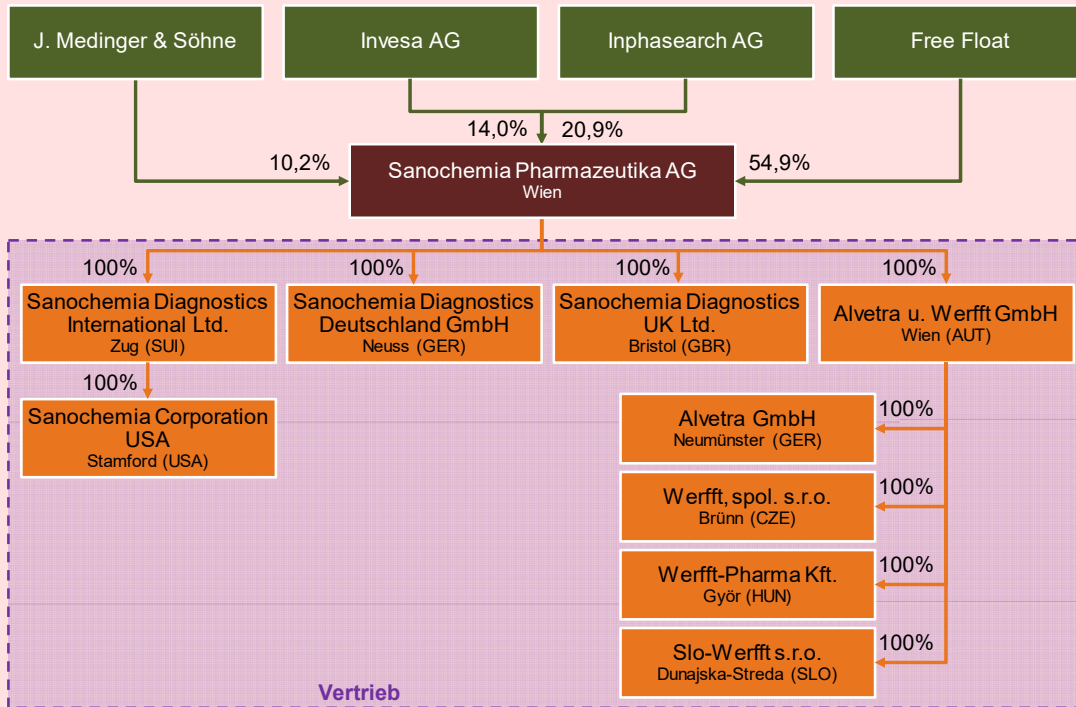 J. Medinger & Söhne
Invesa AG
Inphasearch AG
Free Float
14,0%
20,9%
10,2%
54,9%
Sanochemia Pharmazeutika AG
Wien
100%
100%
100%
100%
Sanochemia Diagnostics
International Ltd.
Zug (SUI)
Sanochemia Diagnostics
Deutschland GmbH
Neuss (GER)
Sanochemia Diagnostics
UK Ltd.
Bristol (GBR)
Alvetra u. Werfft GmbH
Wien (AUT)
100%
Sanochemia Corporation
USA
Stamford (USA)
Alvetra GmbH
Neumünster (GER)
100%
Werfft, spol. s.r.o.
Brünn (CZE)
100%
Werfft-Pharma Kft.
Györ (HUN)
100%
Slo-Werfft s.r.o.
Dunajska-Streda (SLO)
100%
Vertrieb